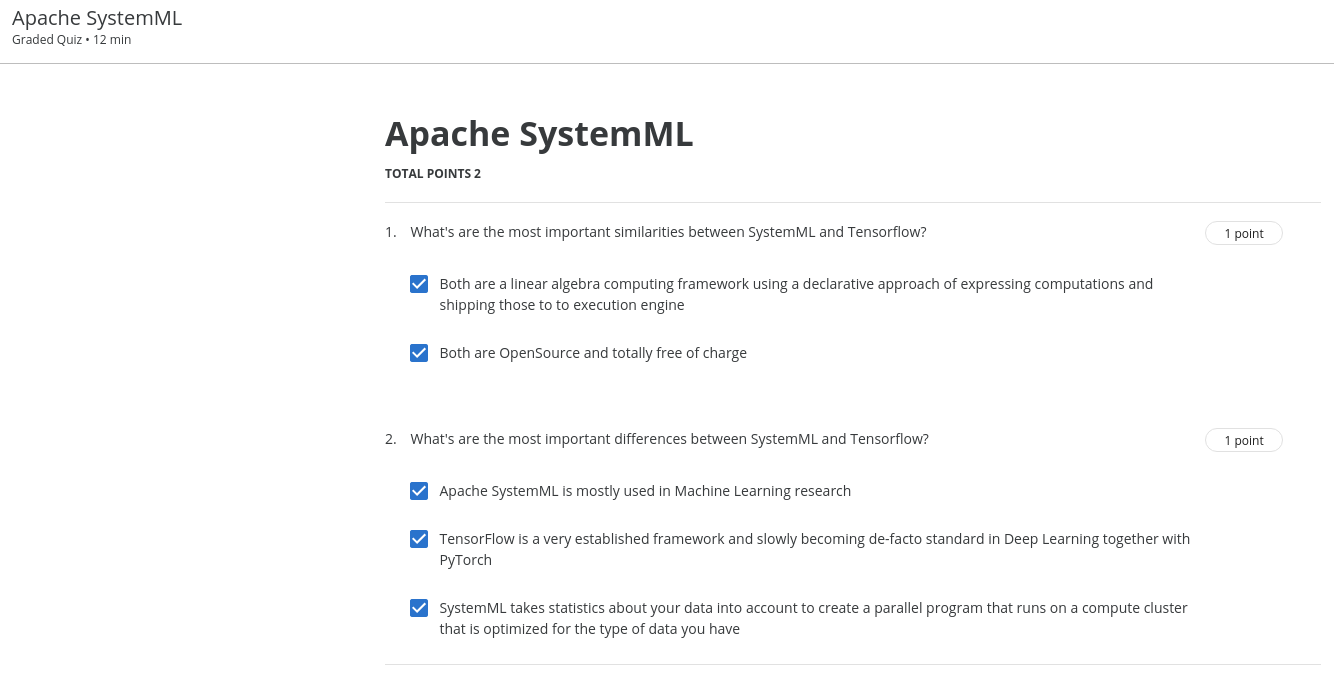 Apache SystemML
Graded Quiz • 12 min
Apache SystemML
TOTAL POINTS 2
1. What's are the most important similarities between SystemML and Tensorflow?
1 point
Both are a linear algebra computing framework using a declarative approach of expressing computations and
shipping those to to execution engine
Both are OpenSource and totally free of charge
2. What's are the most important differences between SystemML and Tensorflow?
1 point
Apache SystemML is mostly used in Machine Learning research
TensorFlow is a very established framework and slowly becoming de-facto standard in Deep Learning together with
PyTorch
SystemML takes statistics about your data into account to create a parallel program that runs on a compute cluster
that is optimized for the type of data you have